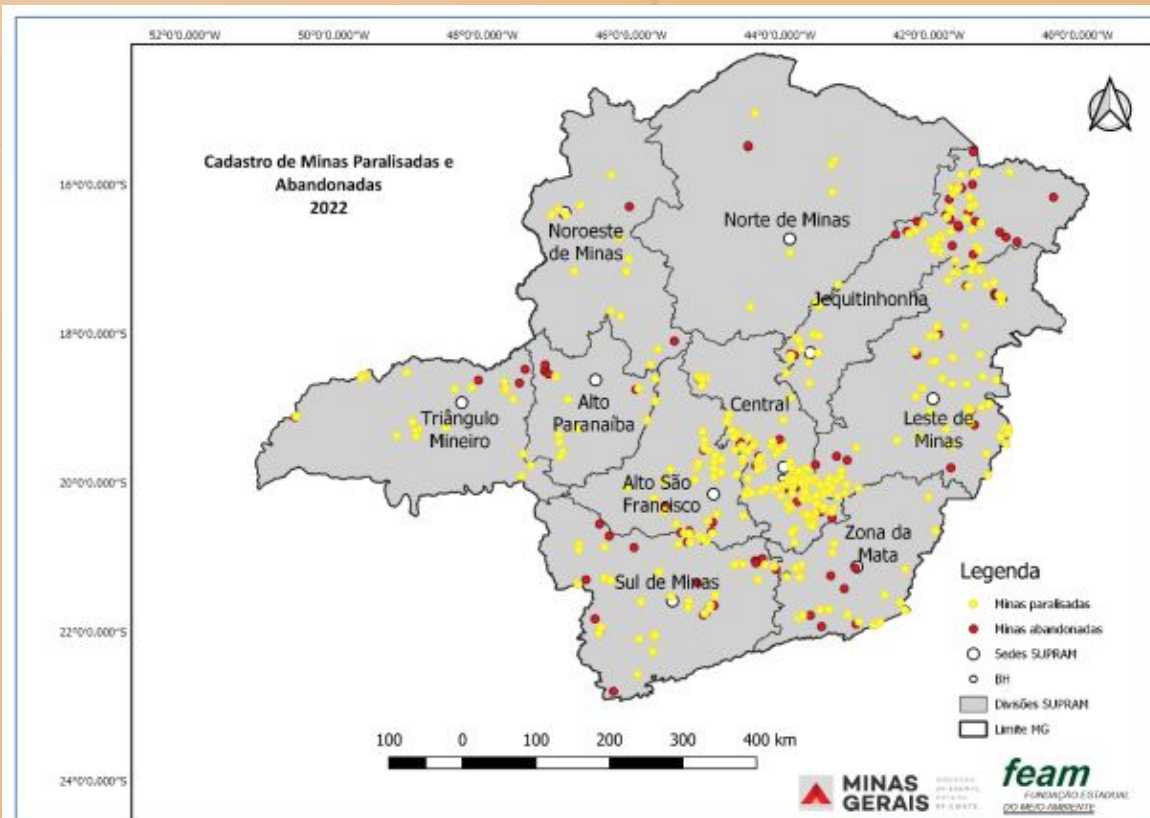 52°0'0.000"W 50°0'0.000"W 48°0'0.000"W 46°0'0.000"W 44°0'0.000"W 42°0'0.000"W 40°0'0.000"W
Cadastro de Minas Paralisadas e
Abandonadas
2022
16°0'0.000"S
18°0'0.000"S
20°0'0.000"S
22°0'0.000"S
24°0'0.000"S
Norte de Minas
Noroeste
de Minas
Jequitinhonha
Triângulo
Mineiro
Alto
Paranaíba
Central
Leste de
Minas
Alto São
Francisco
Zona da
Mata
Sul de Minas
Legenda
Minas paralisadas
Minas abandonadas
Sedes SUPRAM
BH
Divisões SUPRAM
Limite MG
100 0 100 200 300 400 km
MINAS
GERAIS
feam
FUNDAÇÃO ESTADUAL
DO MEIO AMBIENTE